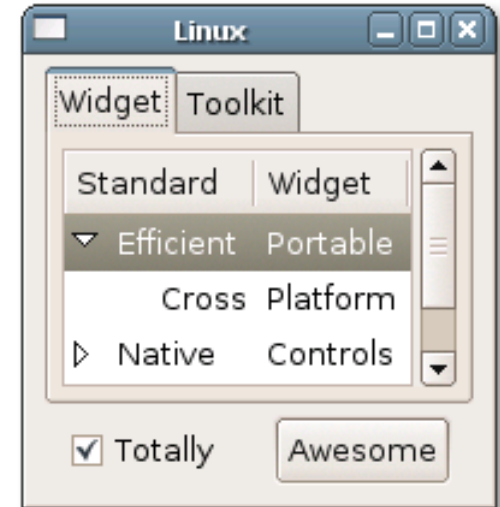 Linux
Widget Toolkit
Standard Widget
Efficient Portable
Cross Platform
Native Controls
Totally Awesome